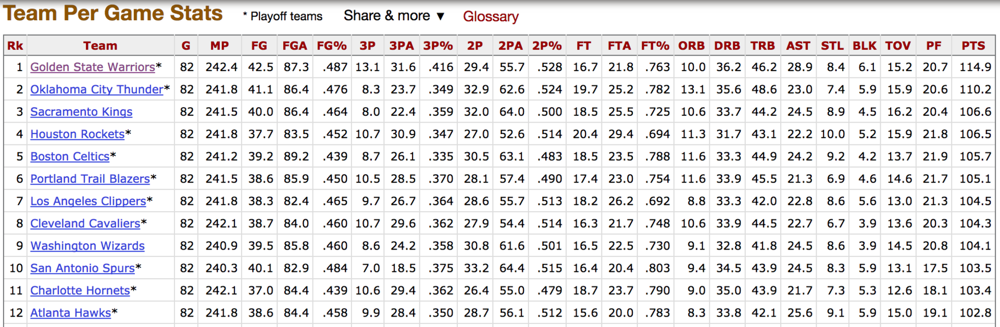 Team Per Game Stats * Playoff teams Share & more ▼ Glossary
Rk Team G MP FG FGA FG% 3P 3PA 3P% 2P 2PA 2P% FT FTA FT% ORB DRB TRB AST STL BLK TOV PF PTS
1 Golden State Warriors* 82 242.4 42.5 87.3 .487 13.1 31.6 .416 29.4 55.7 .528 16.7 21.8 .763 10.0 36.2 46.2 28.9 8.4 6.1 15.2 20.7 114.9
2 Oklahoma City Thunder* 82 241.8 41.1 86.4 .476 8.3 23.7 .349 32.9 62.6 .524 19.7 25.2 .782 13.1 35.6 48.6 23.0 7.4 5.9 15.9 20.6 110.2
3 Sacramento Kings 82 241.5 40.0 86.4 .464 8.0 22.4 .359 32.0 64.0 .500 18.5 25.5 .725 10.6 33.7 44.2 24.5 8.9 4.5 16.2 20.4 106.6
4 Houston Rockets* 82 241.8 37.7 83.5 .452 10.7 30.9 .347 27.0 52.6 .514 20.4 29.4 .694 11.3 31.7 43.1 22.2 10.0 5.2 15.9 21.8 106.5
5 Boston Celtics* 82 241.2 39.2 89.2 .439 8.7 26.1 .335 30.5 63.1 .483 18.5 23.5 .788 11.6 33.3 44.9 24.2 9.2 4.2 13.7 21.9 105.7
6 Portland Trail Blazers* 82 241.5 38.6 85.9 .450 10.5 28.5 .370 28.1 57.4 .490 17.4 23.0 .754 11.6 33.9 45.5 21.3 6.9 4.6 14.6 21.7 105.1
7 Los Angeles Clippers* 82 241.8 38.3 82.4 .465 9.7 26.7 .364 28.6 55.7 .513 18.2 26.2 .692 8.8 33.3 42.0 22.8 8.6 5.6 13.0 21.3 104.5
8 Cleveland Cavaliers* 82 242.1 38.7 84.0 .460 10.7 29.6 .362 27.9 54.4 .514 16.3 21.7 .748 10.6 33.9 44.5 22.7 6.7 3.9 13.6 20.3 104.3
9 Washington Wizards 82 240.9 39.5 85.8 .460 8.6 24.2 .358 30.8 61.6 .501 16.5 22.5 .730 9.1 32.8 41.8 24.5 8.6 3.9 14.5 20.8 104.1
10 San Antonio Spurs* 82 240.3 40.1 82.9 .484 7.0 18.5 .375 33.2 64.4 .515 16.4 20.4 .803 9.4 34.5 43.9 24.5 8.3 5.9 13.1 17.5 103.5
11 Charlotte Hornets* 82 242.1 37.0 84.4 .439 10.6 29.4 .362 26.4 55.0 .479 18.7 23.7 .790 9.0 35.0 43.9 21.7 7.3 5.3 12.6 18.1 103.4
12 Atlanta Hawks* 82 241.8 38.6 84.4 .458 9.9 28.4 .350 28.7 56.1 .512 15.6 20.0 .783 8.3 33.8 42.1 25.6 9.1 5.9 15.0 19.1 102.8